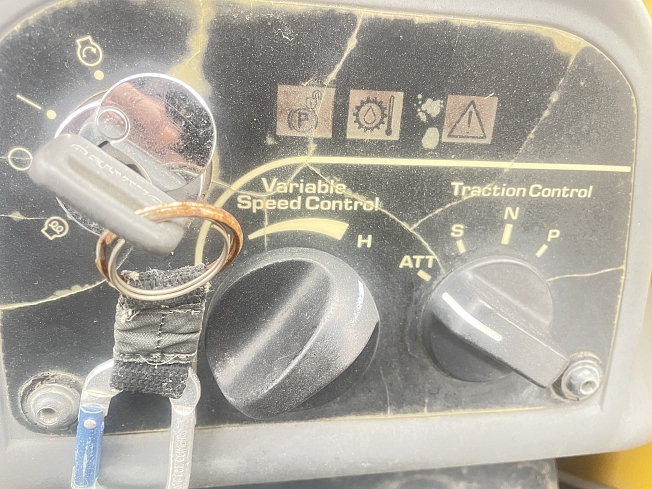 P
Variable
Speed Control
H
Traction Control
ATT
S
N
P